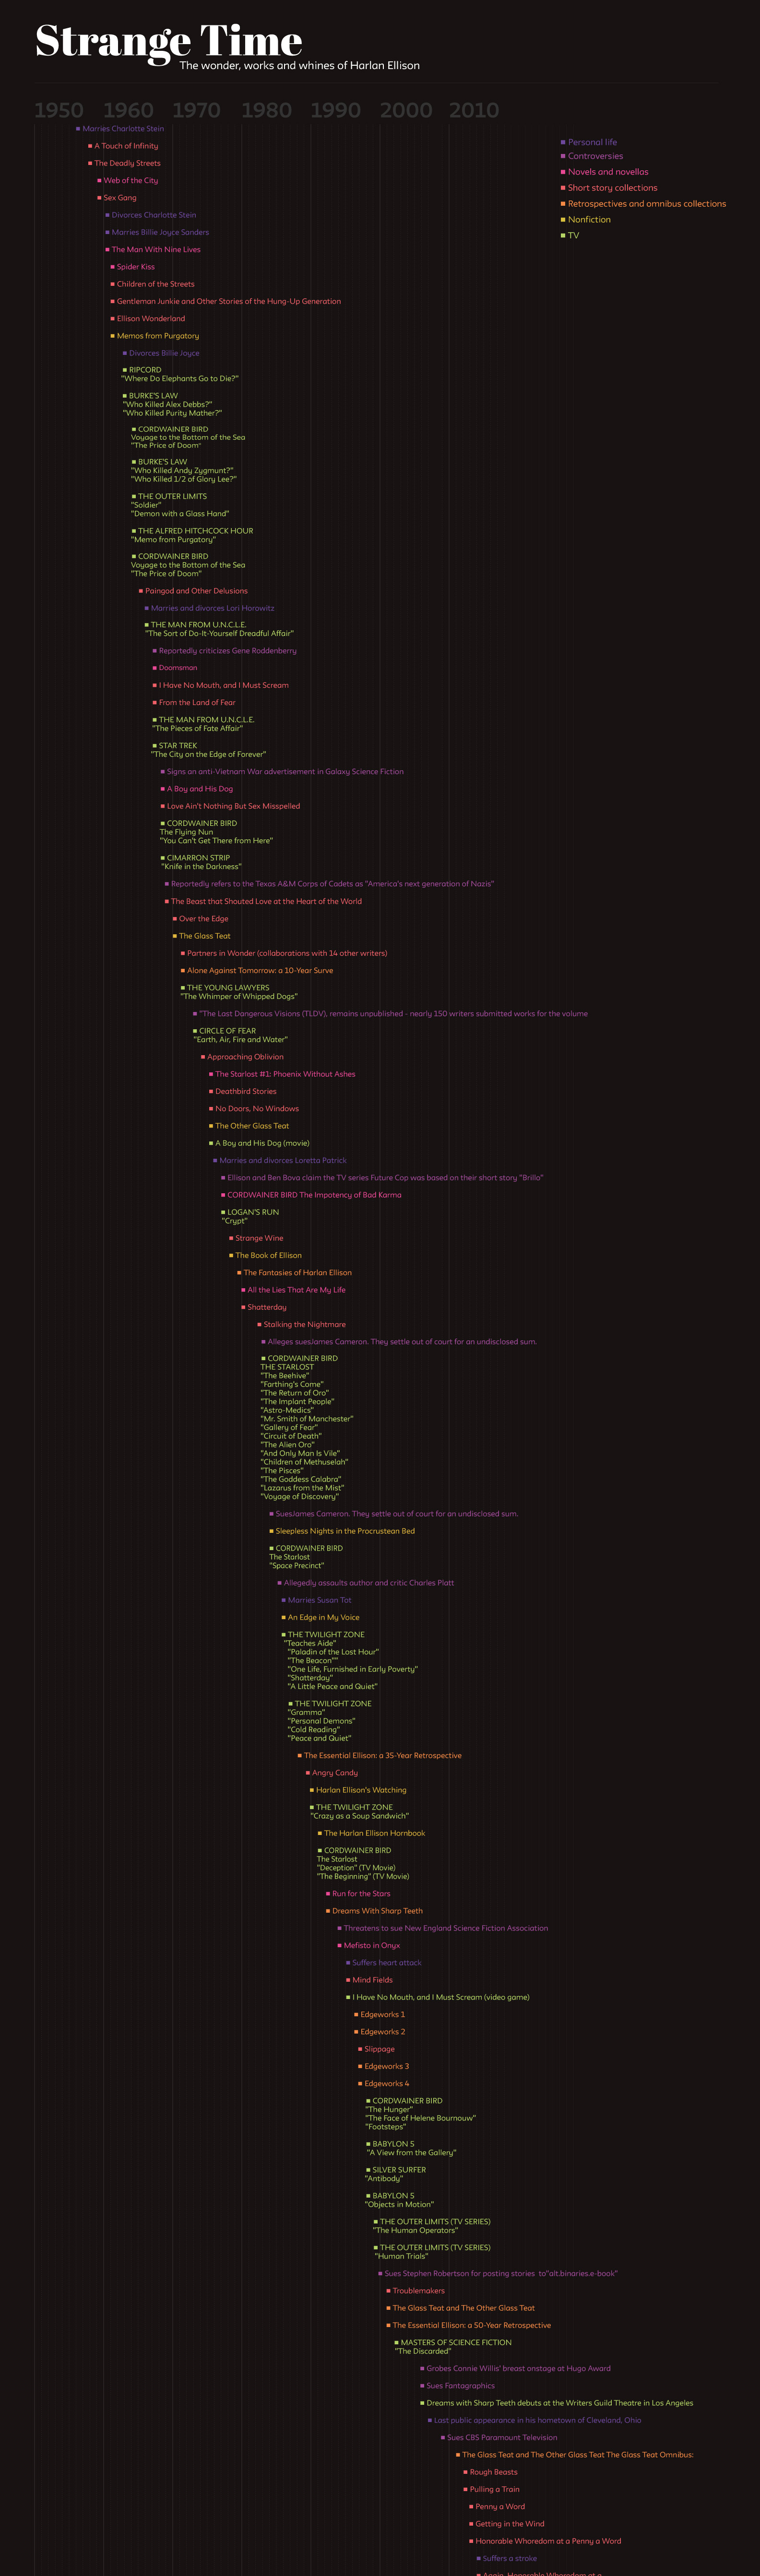 Strange Time
The wonder, works and whines of Harlan Ellison
1950 1960 1970 1980 1990 2000 2010
Personal life
Controversies
Novels and novellas
Short story collections
Retrospectives and omnibus collections
Nonfiction
TV
Marries Charlotte Stein
A Touch of Infinity
The Deadly Streets
Web of the City
Sex Gang
Divorces Charlotte Stein
Marries Billie Joyce Sanders
The Man With Nine Lives
Spider Kiss
Children of the Streets
Gentleman Junkie and Other Stories of the Hung-Up Generation
Ellison Wonderland
Memos from Purgatory
Divorces Billie Joyce
RIPCORD
"Where Do Elephants Go to Die?"
BURKE'S LAW
"Who Killed Alex Debbs?"
"Who Killed Purity Mather?"
CORDWAINER BIRD
Voyage to the Bottom of the Sea
"The Price of Doom"
BURKE'S LAW
"Who Killed Andy Zygmunt?"
"Who Killed 1/2 of Glory Lee?"
THE OUTER LIMITS
"Soldier"
"Demon with a Glass Hand"
THE ALFRED HITCHCOCK HOUR
"Memo from Purgatory"
CORDWAINER BIRD
Voyage to the Bottom of the Sea
"The Price of Doom"
Paingod and Other Delusions
Marries and divorces Lori Horowitz
THE MAN FROM U.N.C.L.E.
"The Sort of Do-It-Yourself Dreadful Affair"
Reportedly criticizes Gene Roddenberry
Doomsman
I Have No Mouth, and I Must Scream
From the Land of Fear
THE MAN FROM U.N.C.L.E.
"The Pieces of Fate Affair"
STAR TREK
"The City on the Edge of Forever"
Signs an anti-Vietnam War advertisement in Galaxy Science Fiction
A Boy and His Dog
Love Ain't Nothing But Sex Misspelled
CORDWAINER BIRD
The Flying Nun
"You Can't Get There from Here"
CIMARRON STRIP
"Knife in the Darkness"
Reportedly refers to the Texas A&M Corps of Cadets as "America's next generation of Nazis"
The Beast that Shouted Love at the Heart of the World
Over the Edge
The Glass Teat
Partners in Wonder (collaborations with 14 other writers)
Alone Against Tomorrow: a 10-Year Surve
THE YOUNG LAWYERS
"The Whimper of Whipped Dogs"
"The Last Dangerous Visions (TLDV), remains unpublished - nearly 150 writers submitted works for the volume
CIRCLE OF FEAR
"Earth, Air, Fire and Water"
Approaching Oblivion
The Starlost #1: Phoenix Without Ashes
Deathbird Stories
No Doors, No Windows
The Other Glass Teat
A Boy and His Dog (movie)
Marries and divorces Loretta Patrick
Ellison and Ben Bova claim the TV series Future Cop was based on their short story "Brillo"
CORDWAINER BIRD The Impotency of Bad Karma
LOGAN'S RUN
"Crypt"
Strange Wine
The Book of Ellison
The Fantasies of Harlan Ellison
All the Lies That Are My Life
Shatterday
Stalking the Nightmare
Alleges suesJames Cameron. They settle out of court for an undisclosed sum.
CORDWAINER BIRD
THE STARLOST
"The Beehive"
"Farthing's Come"
"The Return of Oro"
"The Implant People"
"Astro-Medics"
"Mr. Smith of Manchester"
"Gallery of Fear"
"Circuit of Death"
"The Alien Oro"
"And Only Man Is Vile"
"Children of Methuselah"
"The Pisces"
"The Goddess Calabra"
"Lazarus from the Mist"
"Voyage of Discovery"
SuesJames Cameron. They settle out of court for an undisclosed sum.
Sleepless Nights in the Procrustean Bed
CORDWAINER BIRD
The Starlost
"Space Precinct"
Allegedly assaults author and critic Charles Platt
Marries Susan Tot
An Edge in My Voice
THE TWILIGHT ZONE
"Teaches Aide"
"Paladin of the Lost Hour"
"The Beacon""
"One Life, Furnished in Early Poverty"
"Shatterday"
"A Little Peace and Quiet"
THE TWILIGHT ZONE
"Gramma"
"Personal Demons"
"Cold Reading"
"Peace and Quiet"
The Essential Ellison: a 35-Year Retrospective
Angry Candy
Harlan Ellison's Watching
THE TWILIGHT ZONE
"Crazy as a Soup Sandwich"
The Harlan Ellison Hornbook
CORDWAINER BIRD
The Starlost
"Deception" (TV Movie)
"The Beginning" (TV Movie)
Run for the Stars
Dreams With Sharp Teeth
Threatens to sue New England Science Fiction Association
Mefisto in Onyx
Suffers heart attack
Mind Fields
I Have No Mouth, and I Must Scream (video game)
Edgeworks 1
Edgeworks 2
Slippage
Edgeworks 3
Edgeworks 4
CORDWAINER BIRD
"The Hunger"
"The Face of Helene Bournouw"
"Footsteps"
BABYLON 5
"A View from the Gallery"
SILVER SURFER
"Antibody"
BABYLON 5
"Objects in Motion"
THE OUTER LIMITS (TV SERIES)
"The Human Operators"
THE OUTER LIMITS (TV SERIES)
"Human Trials"
Sues Stephen Robertson for posting stories to"alt.binaries.e-book"
Troublemakers
The Glass Teat and The Other Glass Teat
The Essential Ellison: a 50-Year Retrospective
MASTERS OF SCIENCE FICTION
"The Discarded"
Grobes Connie Willis' breast onstage at Hugo Award
Sues Fantagraphics
Dreams with Sharp Teeth debuts at the Writers Guild Theatre in Los Angeles
Last public appearance in his hometown of Cleveland, Ohio
Sues CBS Paramount Television
The Glass Teat and The Other Glass Teat The Glass Teat Omnibus:
Rough Beasts
Pulling a Train
Penny a Word
Getting in the Wind
Honorable Whoredom at a Penny a Word
Suffers a stroke
Again, Honorable Whoredom at a